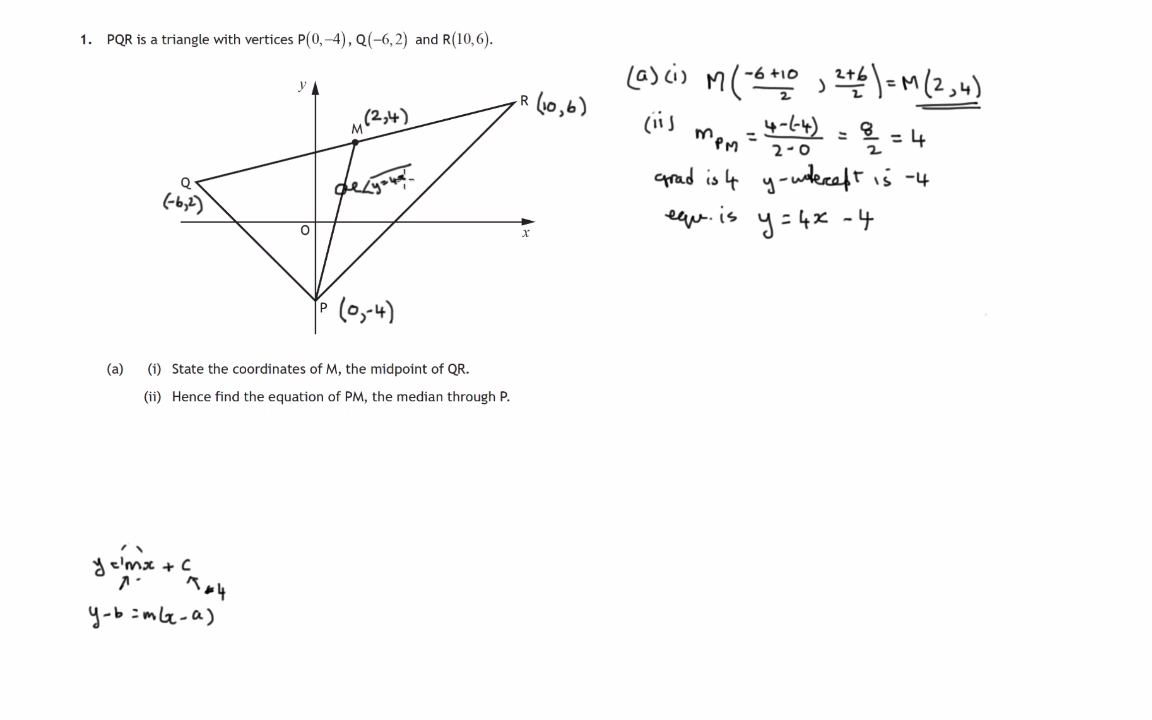 1. PQR is a triangle with vertices P(0,−4), Q(−6,2) and R(10,6).
y
R (10,6)
M (2,4)
Q
(-6,2)
O
x
P (0,-4)
(a) (i) M(-6+10/2 , 2+6/2) = M(2,4)
(ii) mPM = 4-(-4)/2-0 = 8/2 = 4
grad is 4 y-intercept is -4
equ. is y = 4x - 4
(a) (i) State the coordinates of M, the midpoint of QR.
(ii) Hence find the equation of PM, the median through P.
y = mx + c
-4
y-b = m(x-a)